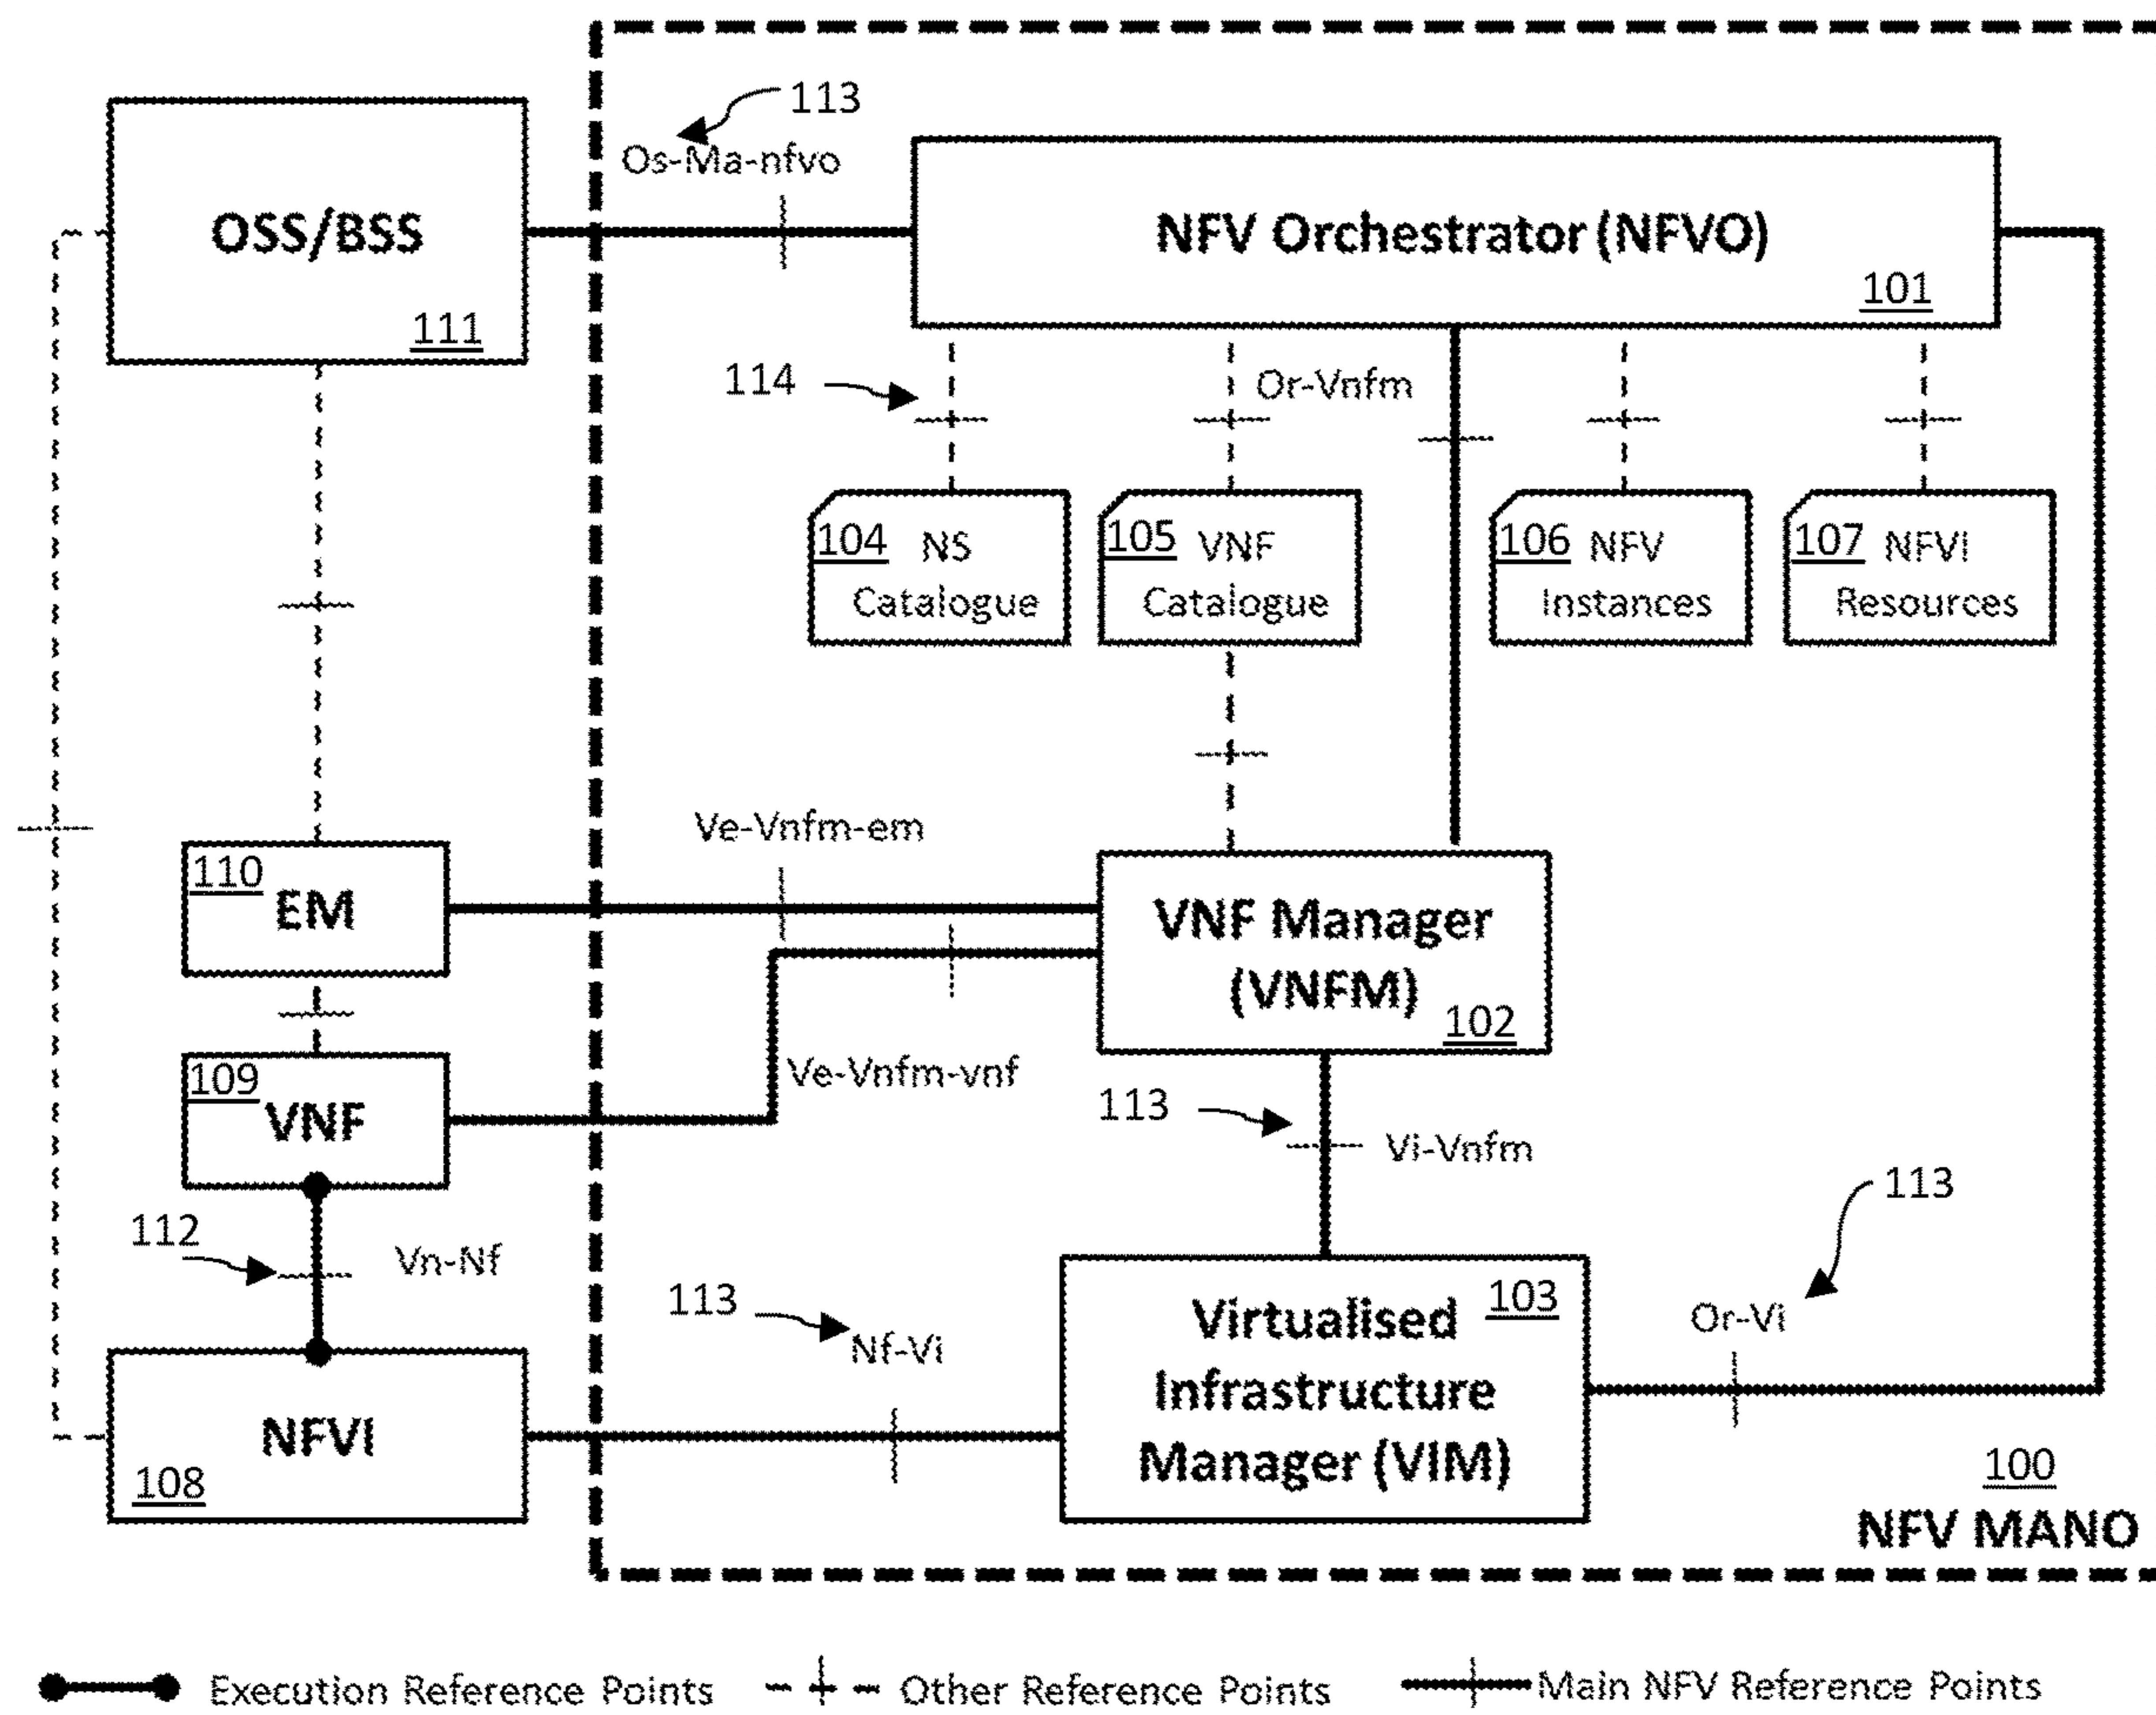 113
Os-Ma-nfvo
OSS/BSS
111
NFV Orchestrator (NFVO)
101
114
Or-Vnfm
104 NS
Catalogue
105 VNF
Catalogue
106 NFV
Instances
107 NFVI
Resources
Ve-Vnfm-em
110
EM
VNF Manager
(VNFM)
102
109
VNF
Ve-Vnfm-vnf
113
Vi-Vnfm
113
112
Vn-Nf
113
Nf-Vi
103
Virtualised
Infrastructure
Manager (VIM)
Or-Vi
NFVI
108
100
NFV MANO
Execution Reference Points
Other Reference Points
Main NFV Reference Points